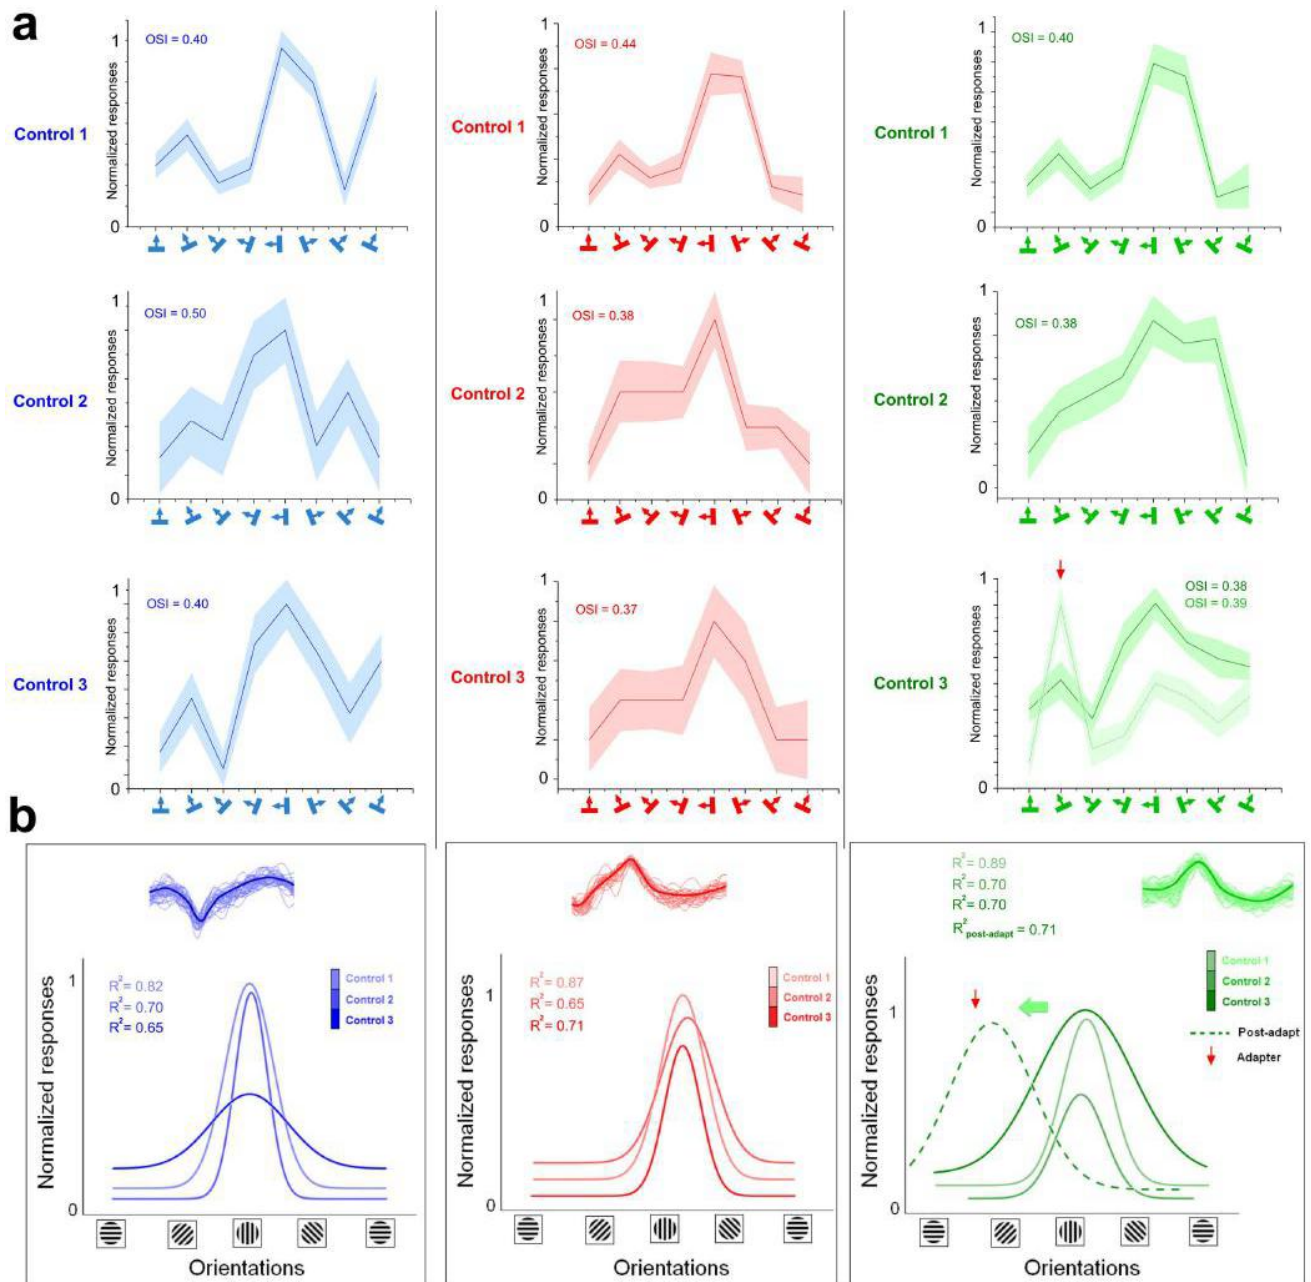 a
Control 1
Normalized responses
1
0
OSI = 0.40
Control 1
Normalized responses
1
0
OSI = 0.44
Control 1
Normalized responses
1
0
OSI = 0.40
Control 2
Normalized responses
1
0
OSI = 0.50
Control 2
Normalized responses
1
0
OSI = 0.38
Control 2
Normalized responses
1
0
OSI = 0.38
Control 3
Normalized responses
1
0
OSI = 0.40
Control 3
Normalized responses
1
0
OSI = 0.37
Control 3
Normalized responses
1
0
OSI = 0.38
OSI = 0.39
b
Normalized responses
1
0
R² = 0.82
R² = 0.70
R² = 0.65
Control 1
Control 2
Control 3
Orientations
Normalized responses
1
0
R² = 0.87
R² = 0.65
R² = 0.71
Control 1
Control 2
Control 3
Orientations
R² = 0.89
R² = 0.70
R² = 0.70
R² post-adapt = 0.71
Normalized responses
1
0
Control 1
Control 2
Control 3
Post-adapt
Adapter
Orientations